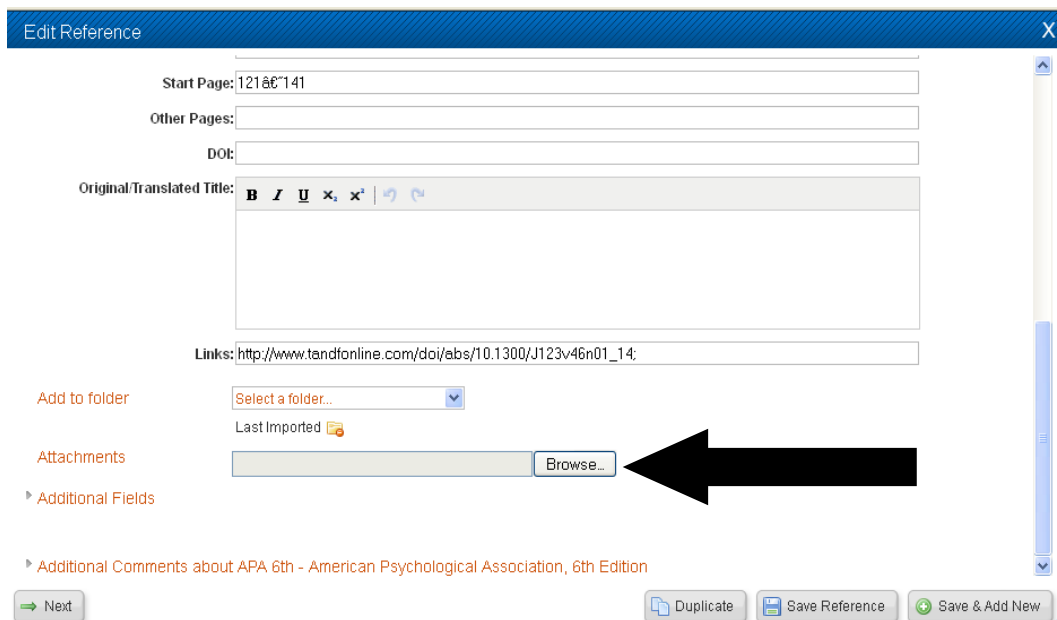 Edit Reference X
Start Page: 121â€“141
Other Pages:
DOI:
Original/Translated Title:
B I U x₂ x²
Links: http://www.tandfonline.com/doi/abs/10.1300/J123v46n01_14;
Add to folder Select a folder...
Last Imported
Attachments Browse...
Additional Fields
Additional Comments about APA 6th - American Psychological Association, 6th Edition
Next Duplicate Save Reference Save & Add New